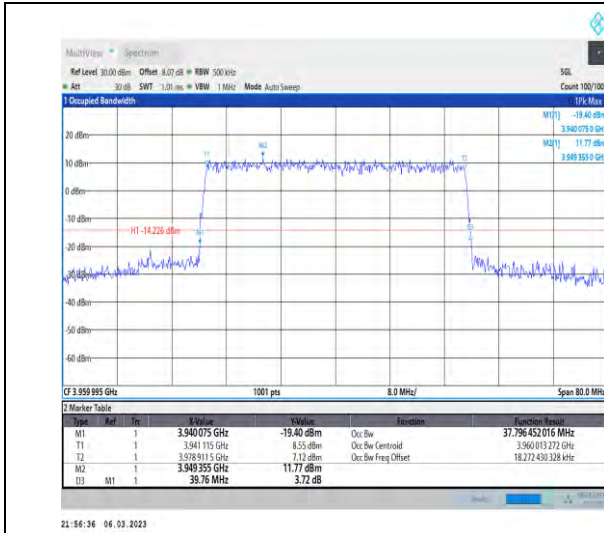 MultiView Spectrum
Ref Level 30.00 dBm Offset 8.07 dB RBW 500 kHz SGL
Att 30 dB SWT 1.01 ms VBW 1 MHz Mode Auto Sweep Count 100/100
1 Occupied Bandwidth 1Pk Max
M1[1] -19.40 dBm
3.940 075 0 GHz
M2[1] 11.77 dBm
3.949 355 0 GHz
20 dBm
T1 M2 T2
10 dBm
0 dBm
-10 dBm
H1 -14.226 dBm M1 D3
-20 dBm
-30 dBm
-40 dBm
-50 dBm
-60 dBm
CF 3.959 995 GHz 1001 pts 8.0 MHz/ Span 80.0 MHz
2 Marker Table
Type Ref Trc X-Value Y-Value Function Function Result
M1 1 3.940 075 GHz -19.40 dBm Occ Bw 37.796 452 016 MHz
T1 1 3.941 115 GHz 8.55 dBm Occ Bw Centroid 3.960 013 272 GHz
T2 1 3.978 911 5 GHz 7.12 dBm Occ Bw Freq Offset 18.272 430 328 kHz
M2 1 3.949 355 GHz 11.77 dBm
D3 M1 1 39.76 MHz 3.72 dB
21:56:36 06.03.2023